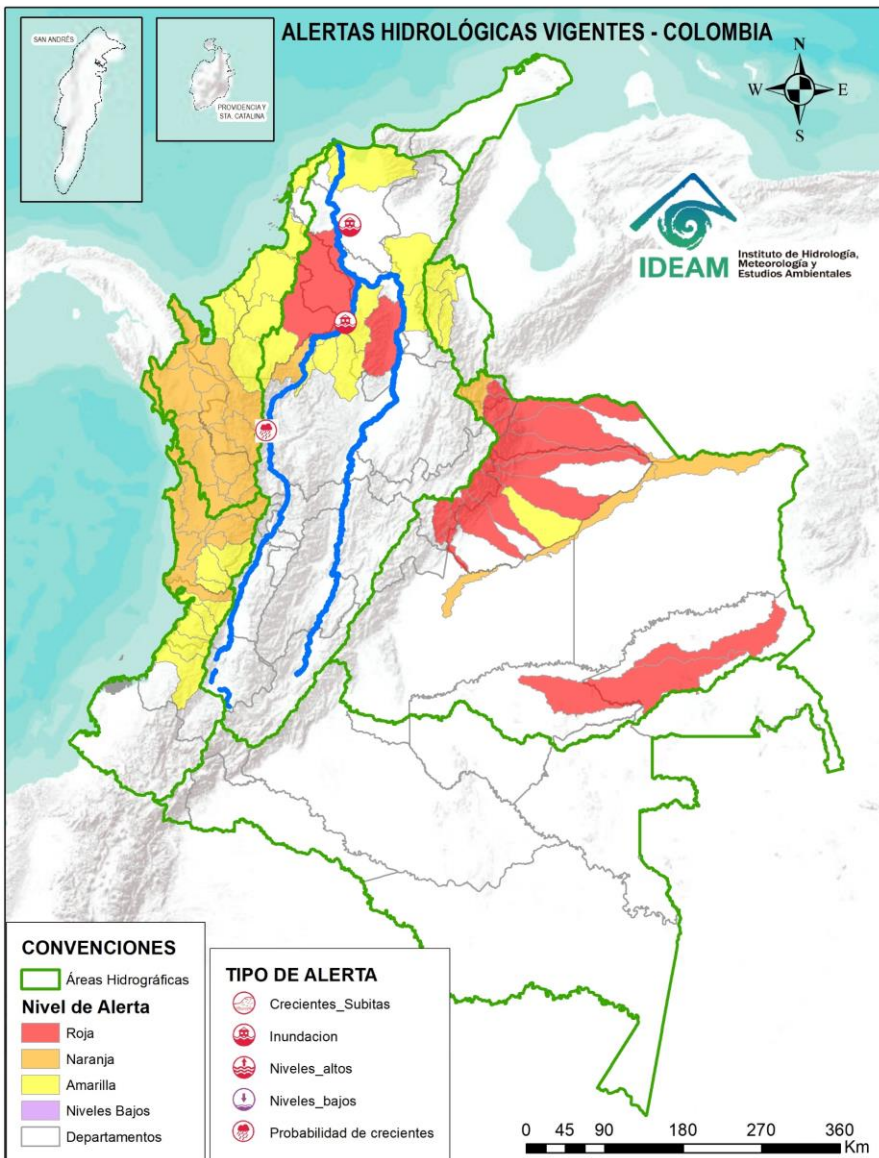 ALERTAS HIDROLÓGICAS VIGENTES - COLOMBIA
SAN ANDRÉS
PROVIDENCIA Y
STA. CATALINA
N
W
E
S
IDEAM
Instituto de Hidrología,
Meteorología y
Estudios Ambientales
CONVENCIONES
Áreas Hidrográficas
Nivel de Alerta
Roja
Naranja
Amarilla
Niveles Bajos
Departamentos
TIPO DE ALERTA
Crecientes_Subitas
Inundacion
Niveles_altos
Niveles_bajos
Probabilidad de crecientes
0 45 90 180 270 360
Km